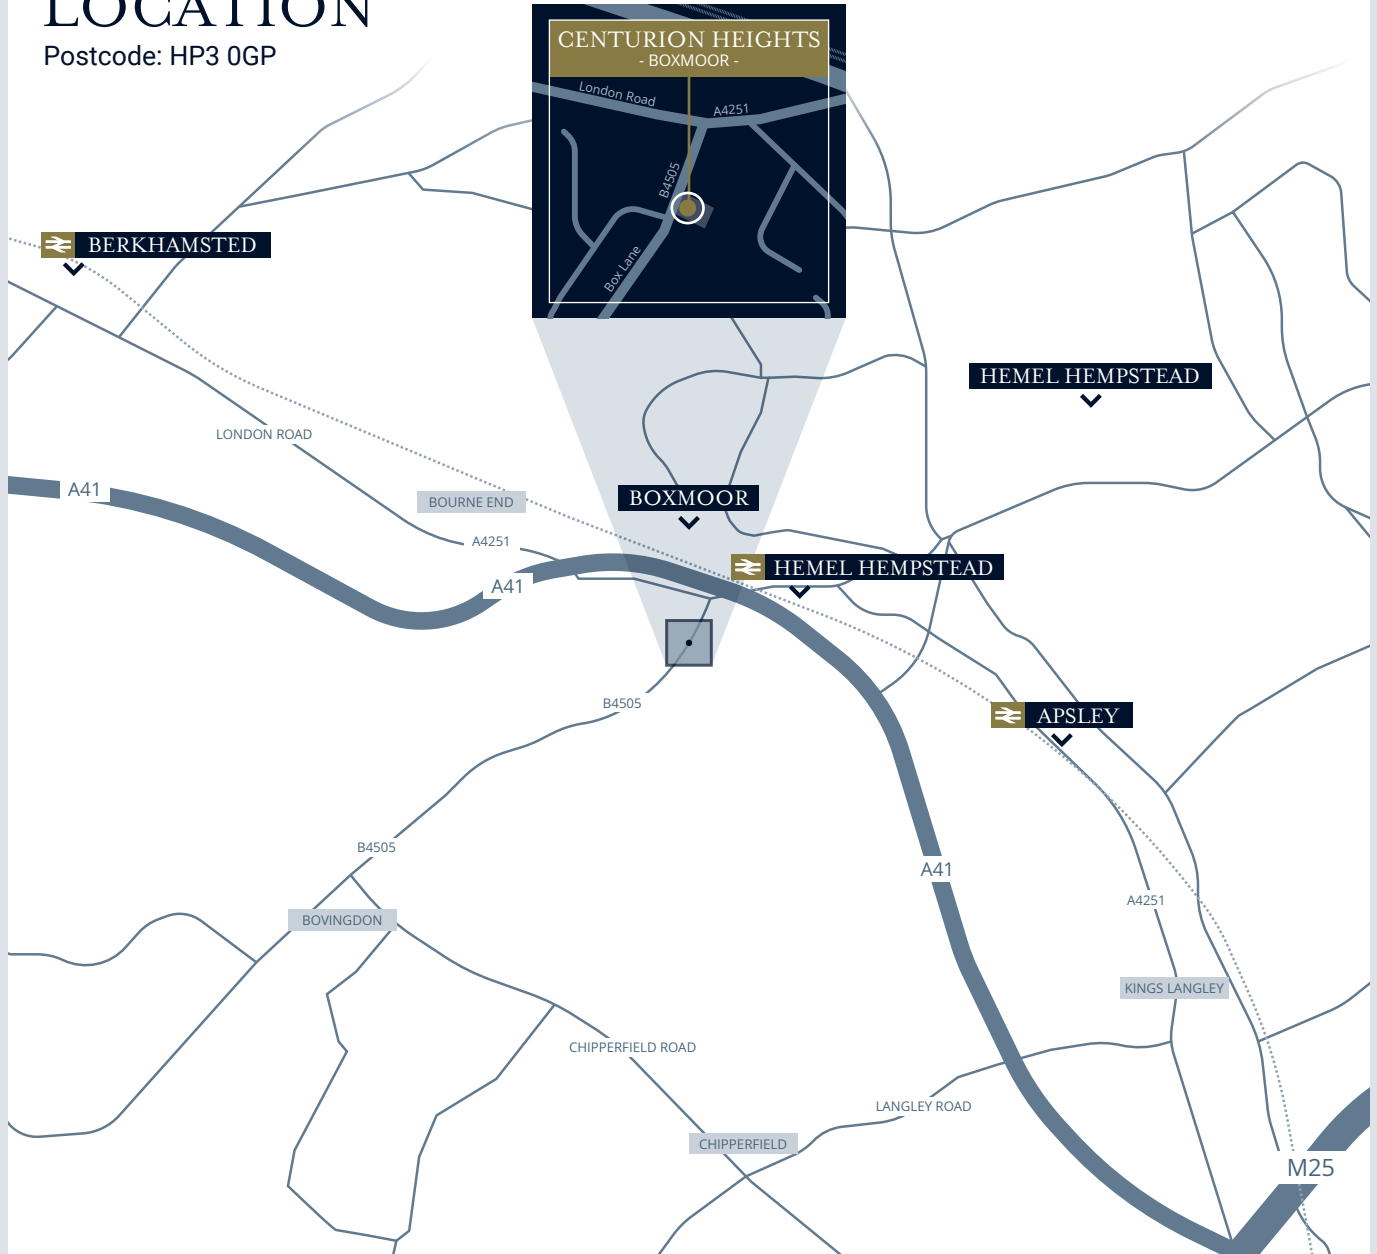 LOCATION
Postcode: HP3 0GP
CENTURION HEIGHTS
- BOXMOOR -
London Road
A4251
B4505
Box Lane
BERKHAMSTED
HEMEL HEMPSTEAD
LONDON ROAD
A41
BOURNE END
BOXMOOR
A4251
HEMEL HEMPSTEAD
A41
B4505
APSLEY
B4505
A41
A4251
BOVINGDON
KINGS LANGLEY
CHIPPERFIELD ROAD
LANGLEY ROAD
CHIPPERFIELD
M25